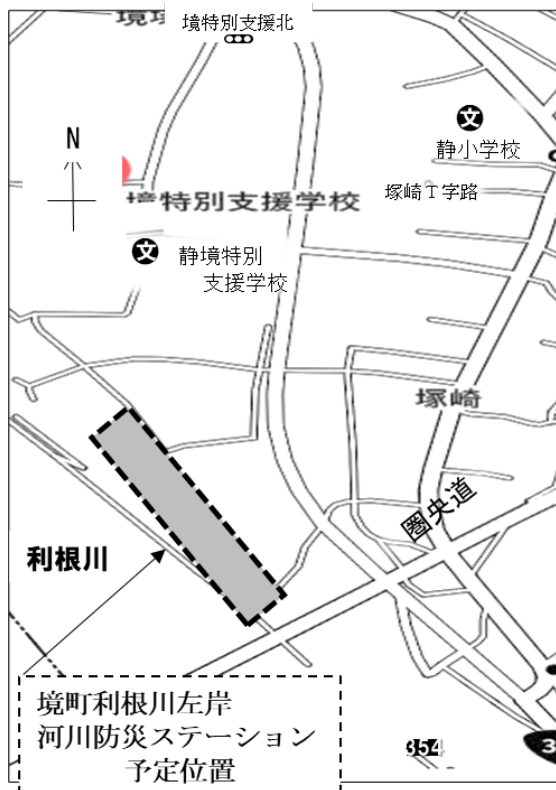 境特別支援北
静小学校
N
塚崎T字路
境特別支援学校
静境特別
支援学校
塚崎
圏央道
利根川
境町利根川左岸
河川防災ステーション
予定位置
354